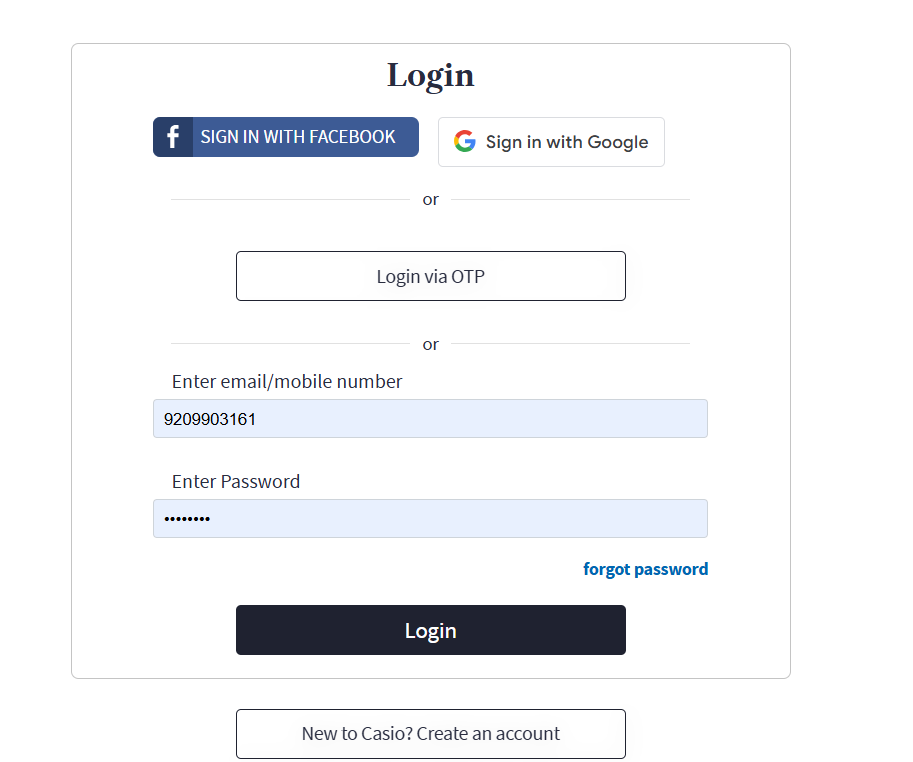 Login
SIGN IN WITH FACEBOOK
Sign in with Google
or
Login via OTP
or
Enter email/mobile number
9209903161
Enter Password
••••••••
forgot password
Login
New to Casio? Create an account